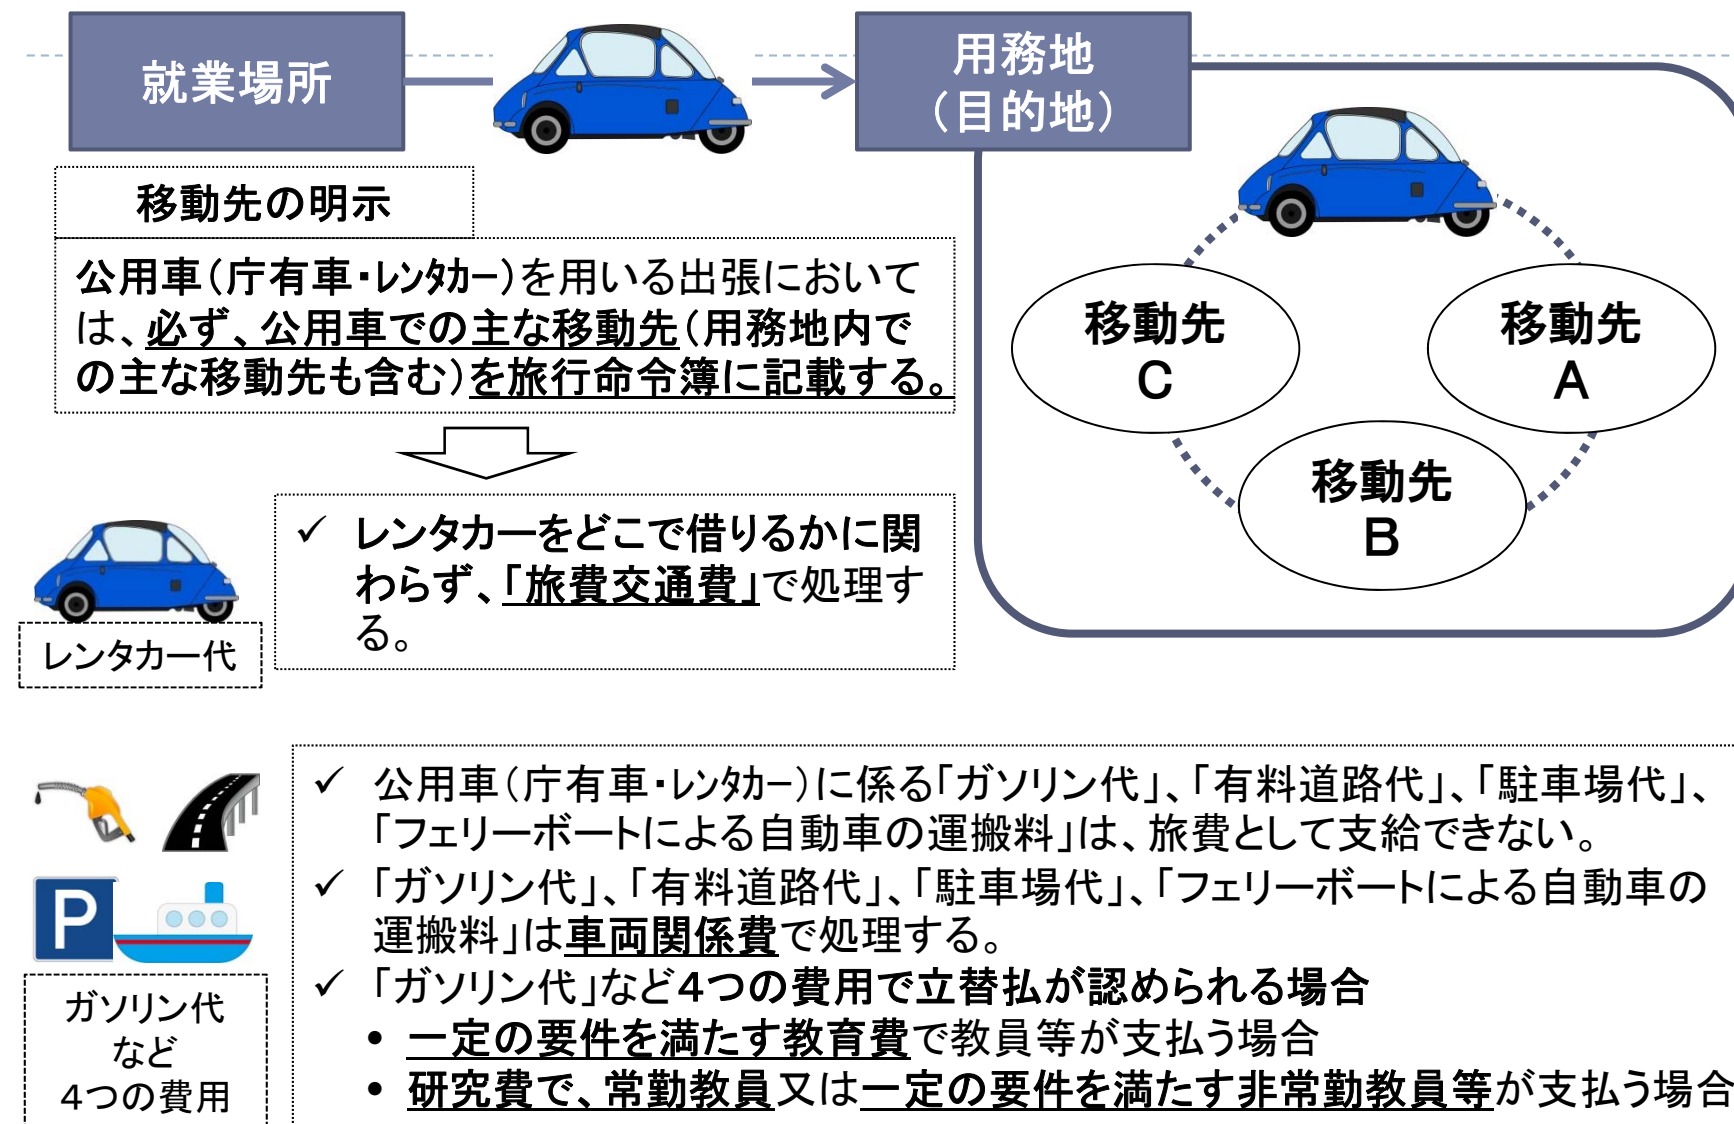 就業場所
用務地
(目的地)
移動先の明示
公用車(庁有車・レンタカー)を用いる出張において
は、必ず、公用車での主な移動先(用務地内で
の主な移動先も含む)を旅行命令簿に記載する。
移動先
C
移動先
A
移動先
B
✓ レンタカーをどこで借りるかに関
わらず、「旅費交通費」で処理す
る。
レンタカー代
✓ 公用車(庁有車・レンタカー)に係る「ガソリン代」、「有料道路代」、「駐車場代」、
「フェリーボートによる自動車の運搬料」は、旅費として支給できない。
✓ 「ガソリン代」、「有料道路代」、「駐車場代」、「フェリーボートによる自動車の
運搬料」は車両関係費で処理する。
✓ 「ガソリン代」など4つの費用で立替払が認められる場合
• 一定の要件を満たす教育費で教員等が支払う場合
• 研究費で、常勤教員又は一定の要件を満たす非常勤教員等が支払う場合
P
ガソリン代
など
4つの費用